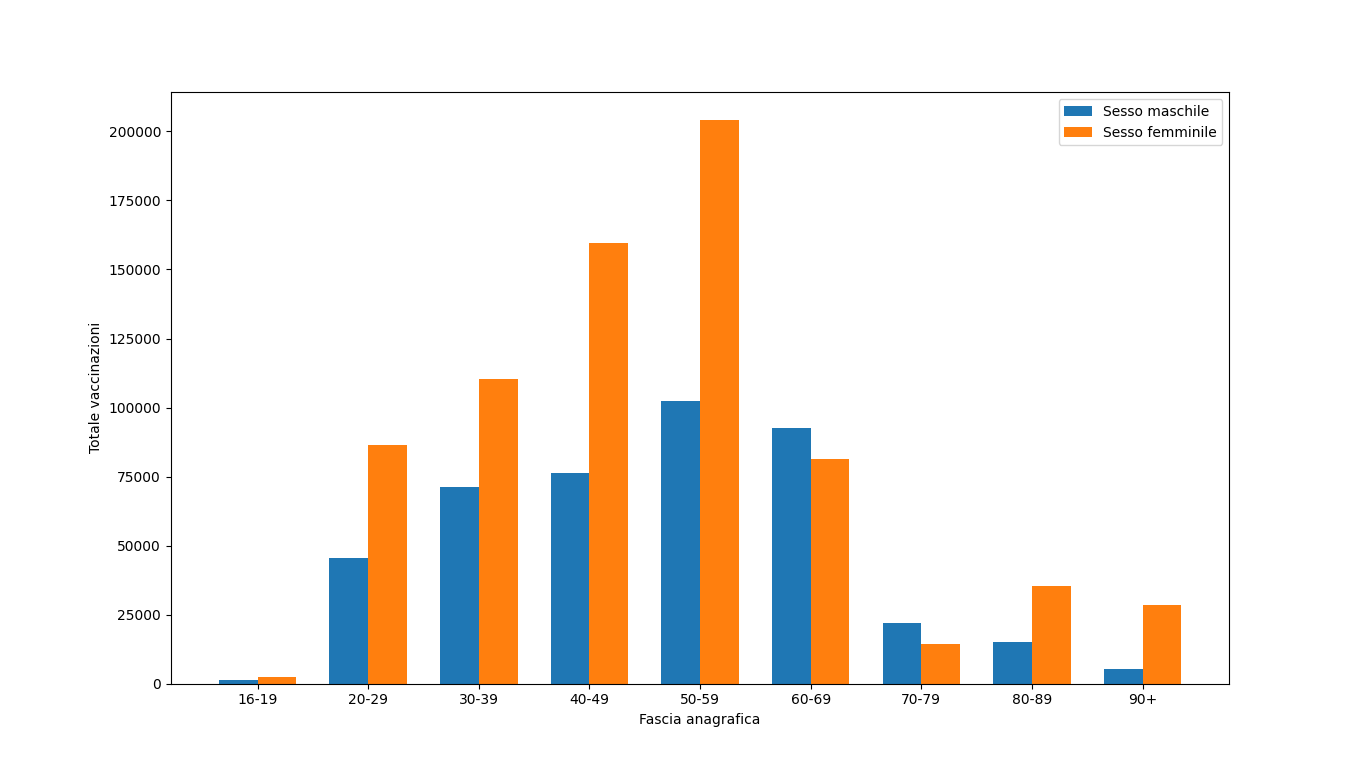 Sesso maschile
Sesso femminile
200000
175000
150000
125000
100000
75000
50000
25000
0
Totale vaccinazioni
16-19 20-29 30-39 40-49 50-59 60-69 70-79 80-89 90+
Fascia anagrafica